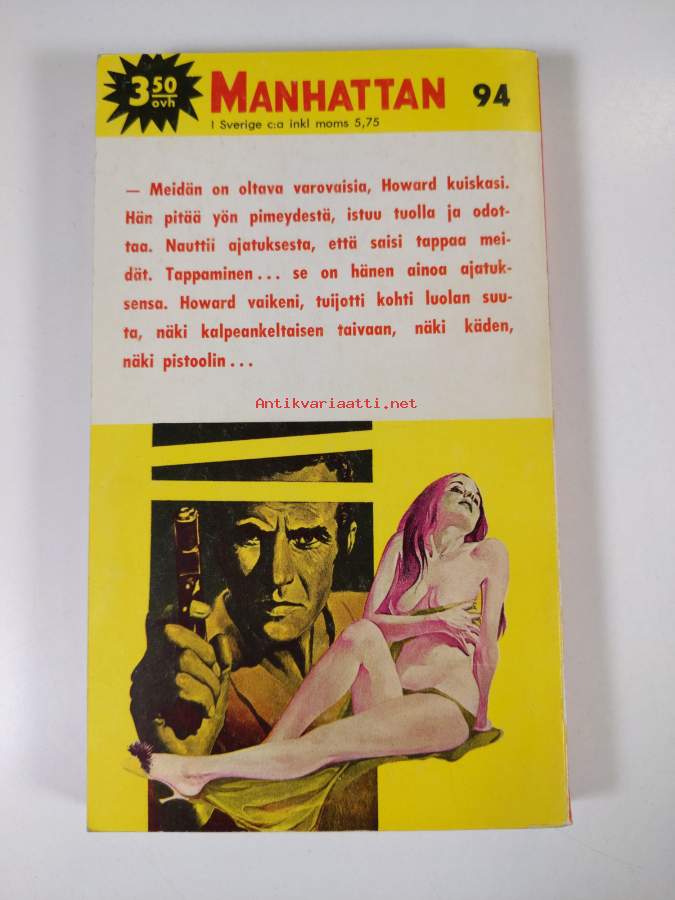 3 50
ovh
MANHATTAN 94
I Sverige c:a inkl moms 5,75
— Meidän on oltava varovaisia, Howard kuiskasi.
Hän pitää yön pimeydestä, istuu tuolla ja odot-
taa. Nauttii ajatuksesta, että saisi tappaa mei-
dät. Tappaminen... se on hänen ainoa ajatuk-
sensa. Howard vaikeni, tuijotti kohti luolan suu-
ta, näki kalpeankeltaisen taivaan, näki käden,
näki pistoolin...
Antikvariaatti.net